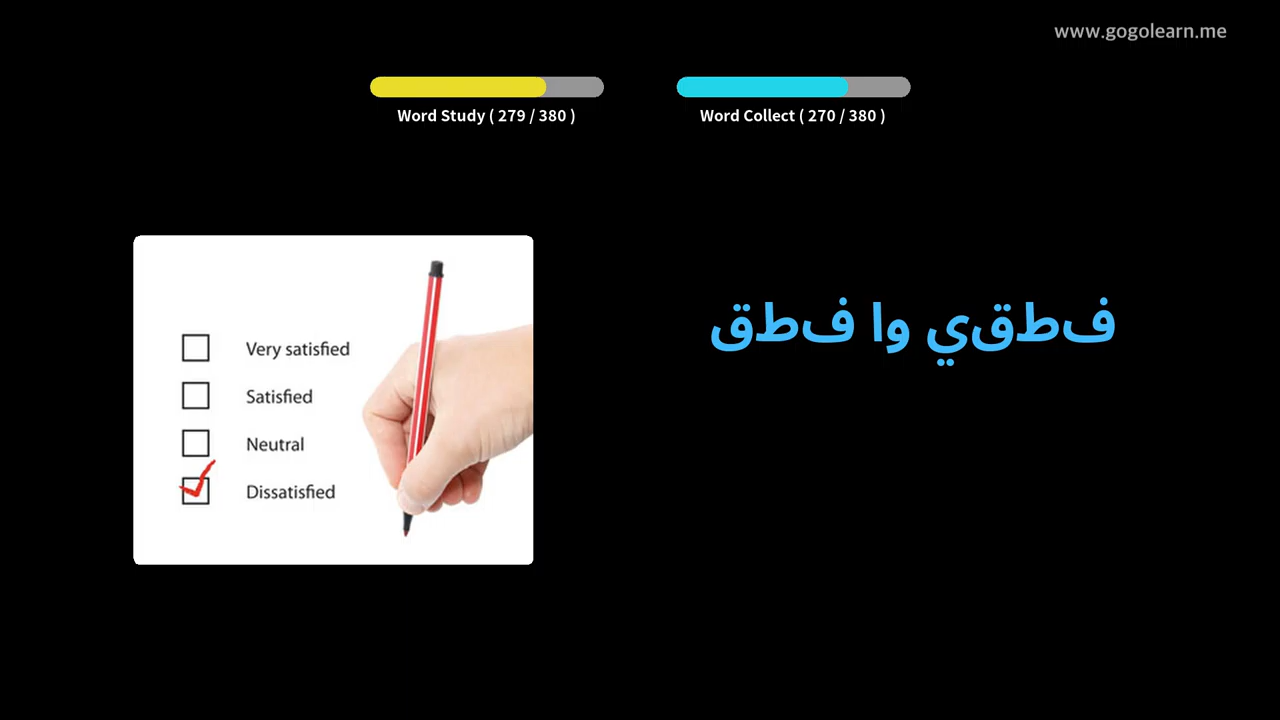 www.gogolearn.me
Word Study ( 279 / 380 )
Word Collect ( 270 / 380 )
فطقي وا فطق
Very satisfied
Satisfied
Neutral
Dissatisfied